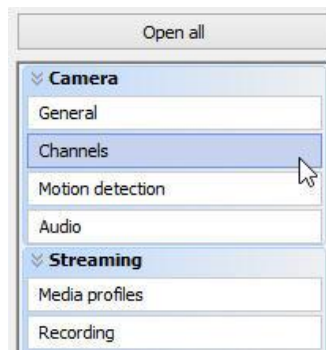 Open all
Camera
General
Channels
Motion detection
Audio
Streaming
Media profiles
Recording